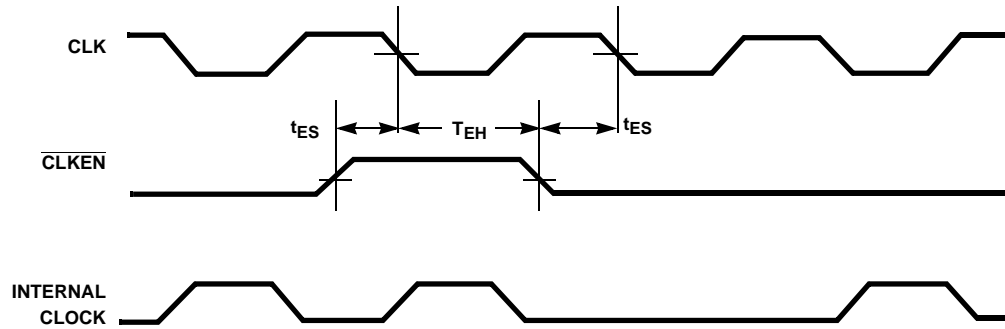 CLK
tES
TEH
tES
CLKEN
INTERNAL
CLOCK